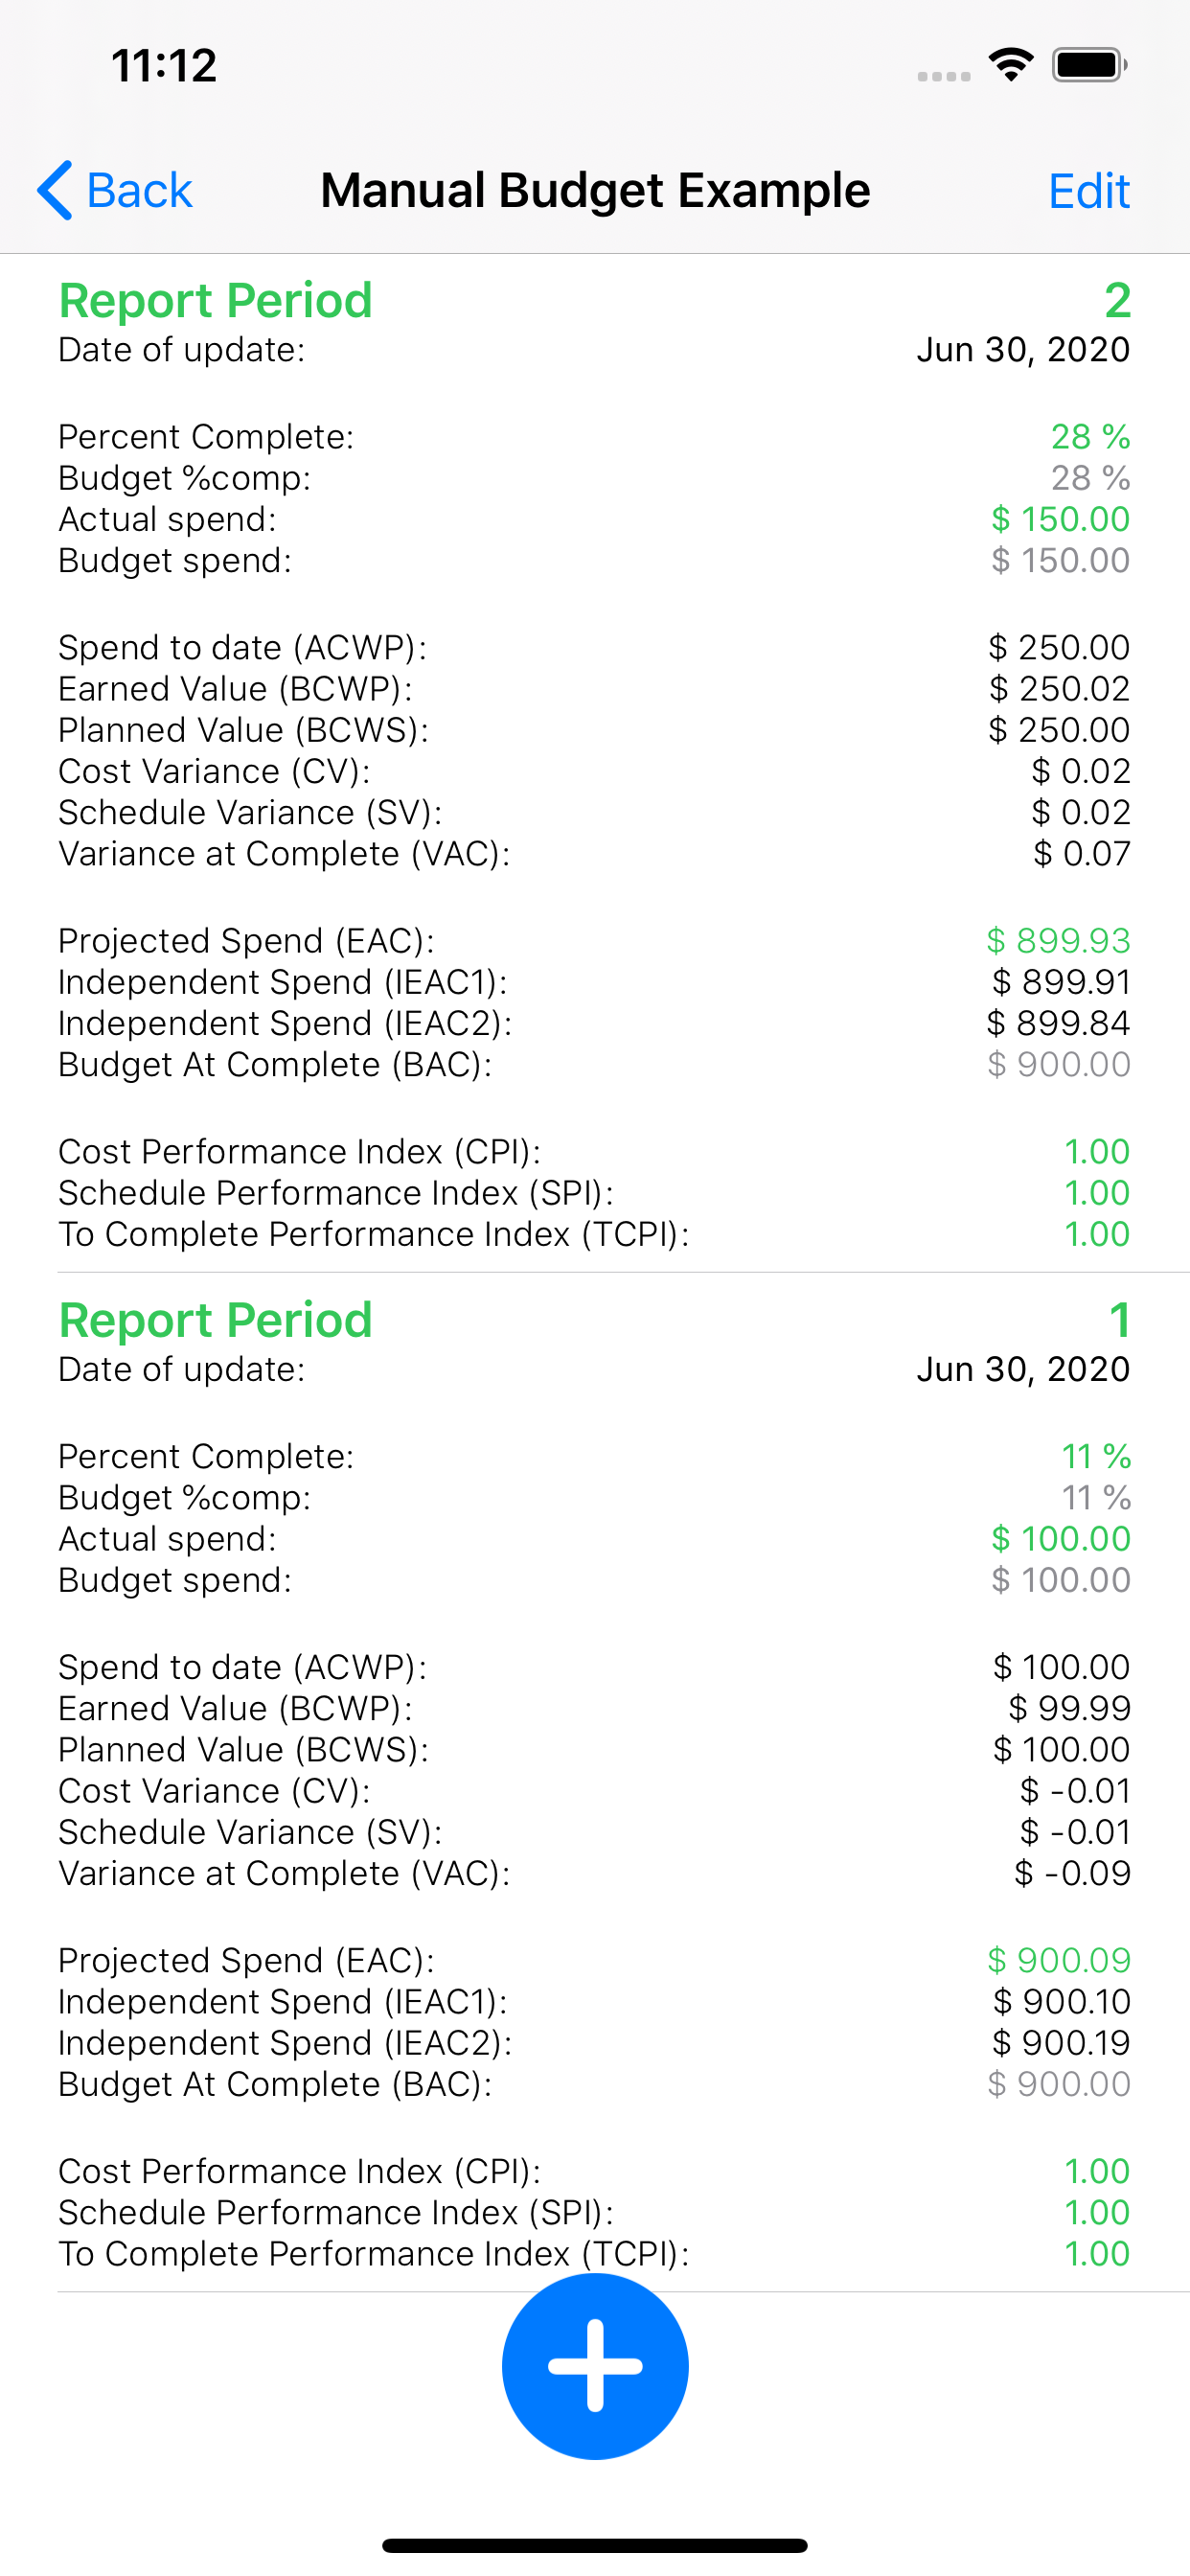 11:12
Back Manual Budget Example Edit
Report Period 2
Date of update: Jun 30, 2020
Percent Complete: 28 %
Budget %comp: 28 %
Actual spend: $ 150.00
Budget spend: $ 150.00
Spend to date (ACWP): $ 250.00
Earned Value (BCWP): $ 250.02
Planned Value (BCWS): $ 250.00
Cost Variance (CV): $ 0.02
Schedule Variance (SV): $ 0.02
Variance at Complete (VAC): $ 0.07
Projected Spend (EAC): $ 899.93
Independent Spend (IEAC1): $ 899.91
Independent Spend (IEAC2): $ 899.84
Budget At Complete (BAC): $ 900.00
Cost Performance Index (CPI): 1.00
Schedule Performance Index (SPI): 1.00
To Complete Performance Index (TCPI): 1.00
Report Period 1
Date of update: Jun 30, 2020
Percent Complete: 11 %
Budget %comp: 11 %
Actual spend: $ 100.00
Budget spend: $ 100.00
Spend to date (ACWP): $ 100.00
Earned Value (BCWP): $ 99.99
Planned Value (BCWS): $ 100.00
Cost Variance (CV): $ -0.01
Schedule Variance (SV): $ -0.01
Variance at Complete (VAC): $ -0.09
Projected Spend (EAC): $ 900.09
Independent Spend (IEAC1): $ 900.10
Independent Spend (IEAC2): $ 900.19
Budget At Complete (BAC): $ 900.00
Cost Performance Index (CPI): 1.00
Schedule Performance Index (SPI): 1.00
To Complete Performance Index (TCPI): 1.00